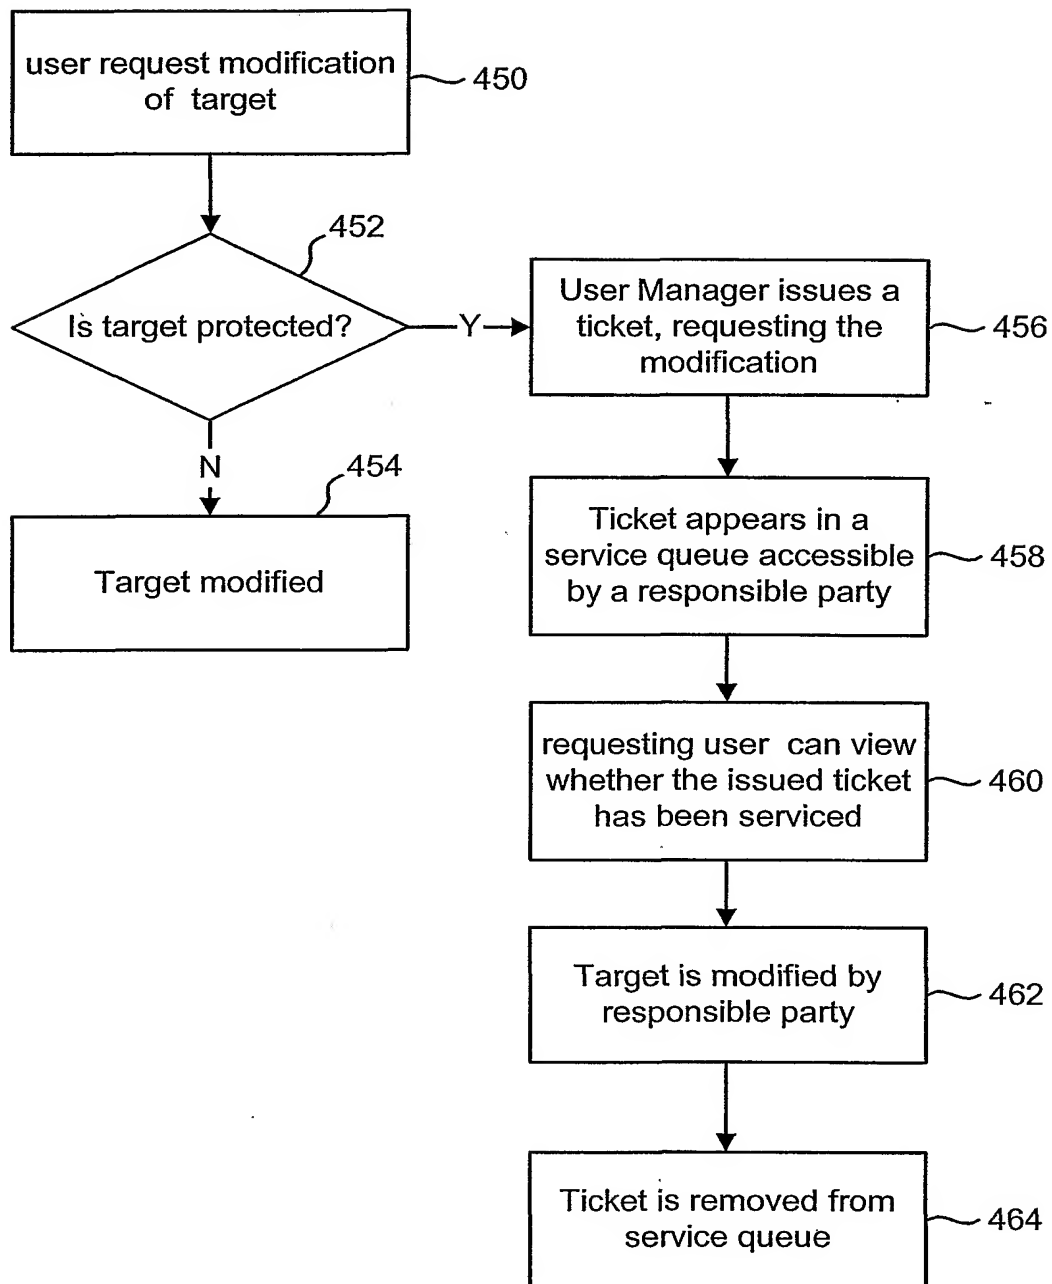 user request modification
of target
450
452
Is target protected?
Y
N
454
Target modified
User Manager issues a
ticket, requesting the
modification
456
Ticket appears in a
service queue accessible
by a responsible party
458
requesting user can view
whether the issued ticket
has been serviced
460
Target is modified by
responsible party
462
Ticket is removed from
service queue
464